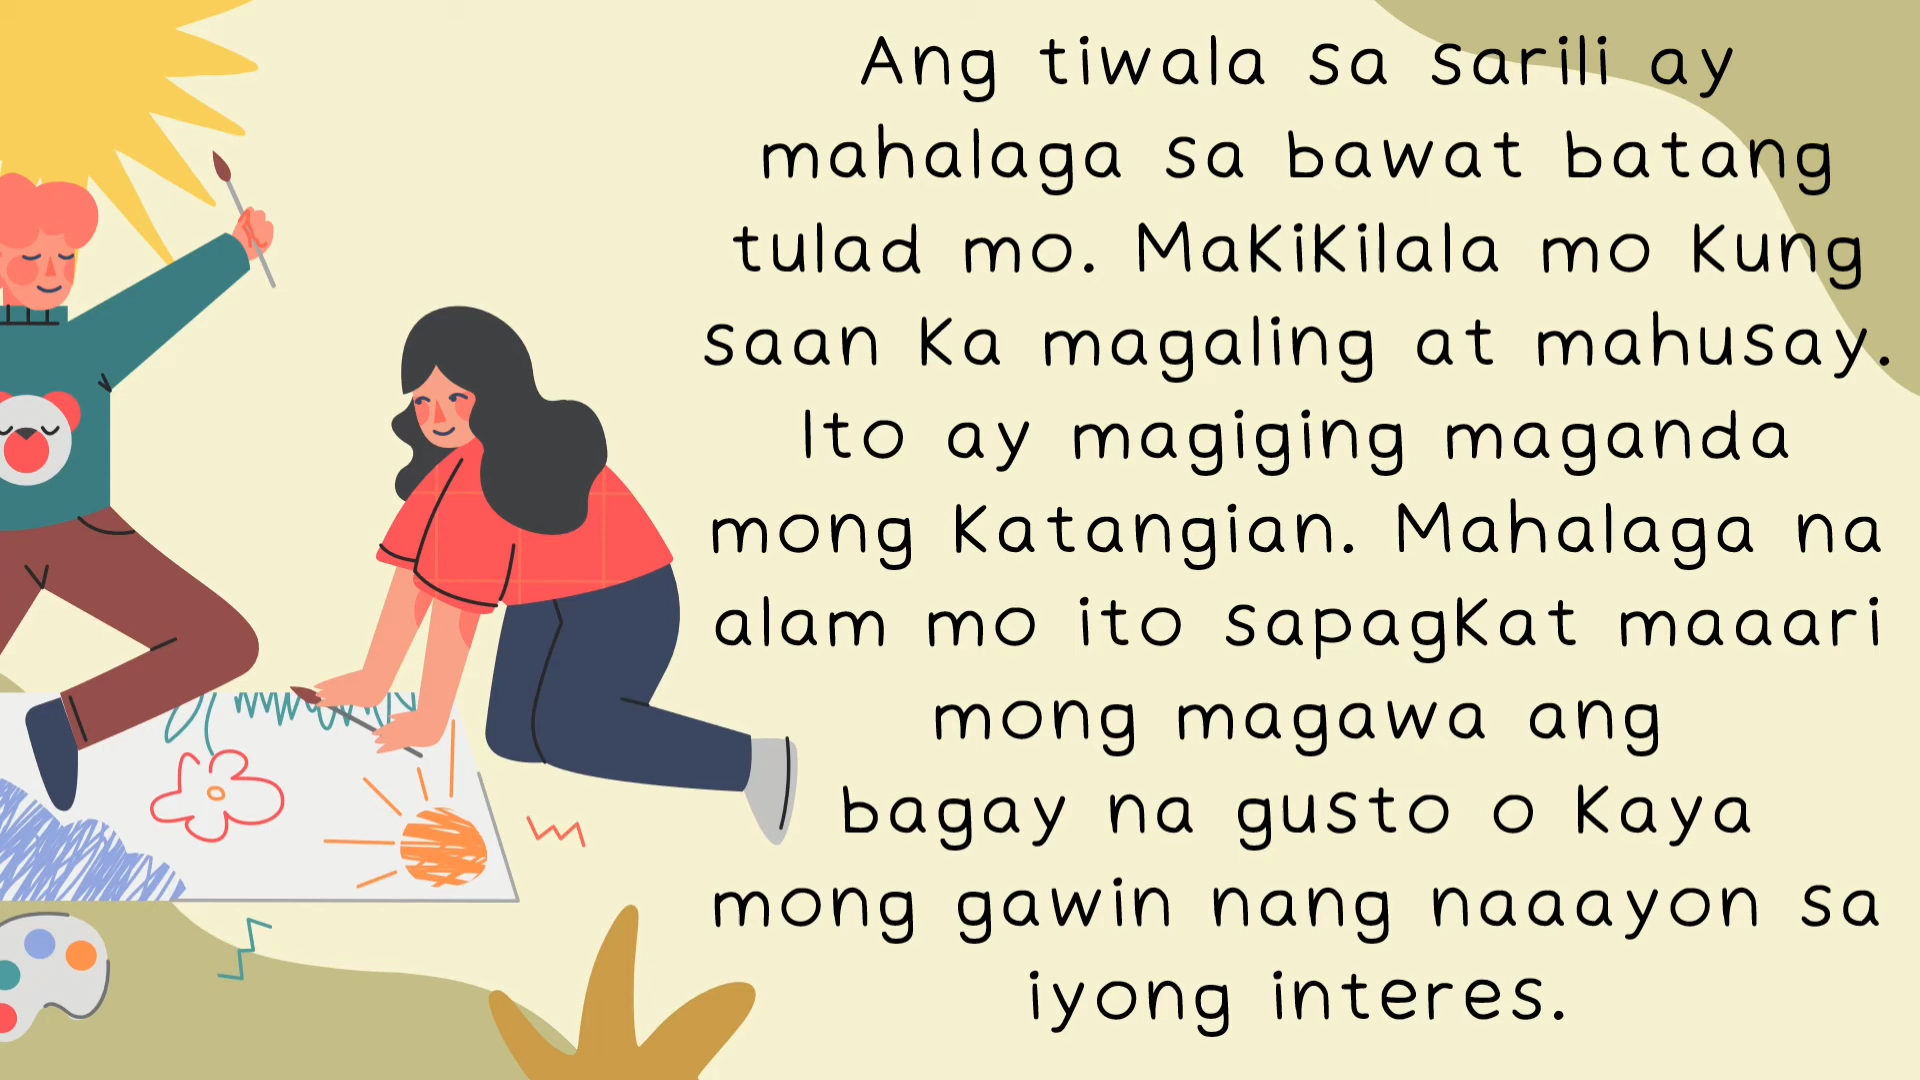 Ang tiwala sa sarili ay
mahalaga sa bawat batang
tulad mo. Makikilala mo kung
saan ka magaling at mahusay.
Ito ay magiging maganda
mong katangian. Mahalaga na
alam mo ito sapagkat maaari
mong magawa ang
bagay na gusto o kaya
mong gawin nang naaayon sa
iyong interes.